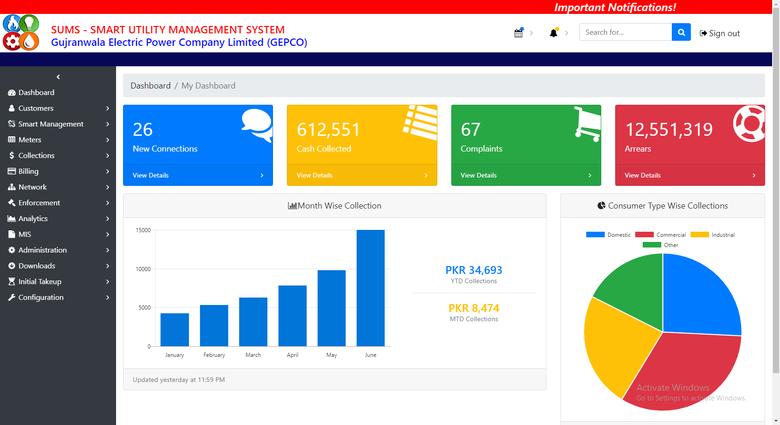 Important Notifications!
SUMS - SMART UTILITY MANAGEMENT SYSTEM
Gujranwala Electric Power Company Limited (GEPCO)
Search for...
Sign out
Dashboard
Customers
Smart Management
Meters
Collections
Billing
Network
Enforcement
Analytics
MIS
Administration
Downloads
Initial Takeup
Configuration
Dashboard / My Dashboard
26
New Connections
View Details
612,551
Cash Collected
View Details
67
Complaints
View Details
12,551,319
Arrears
View Details
Month Wise Collection
15000
10000
5000
0
January February March April May June
PKR 34,693
YTD Collections
PKR 8,474
MTD Collections
Updated yesterday at 11:59 PM
Consumer Type Wise Collections
Domestic Commercial Industrial
Other
Activate Windows
Go to Settings to activate Windows.